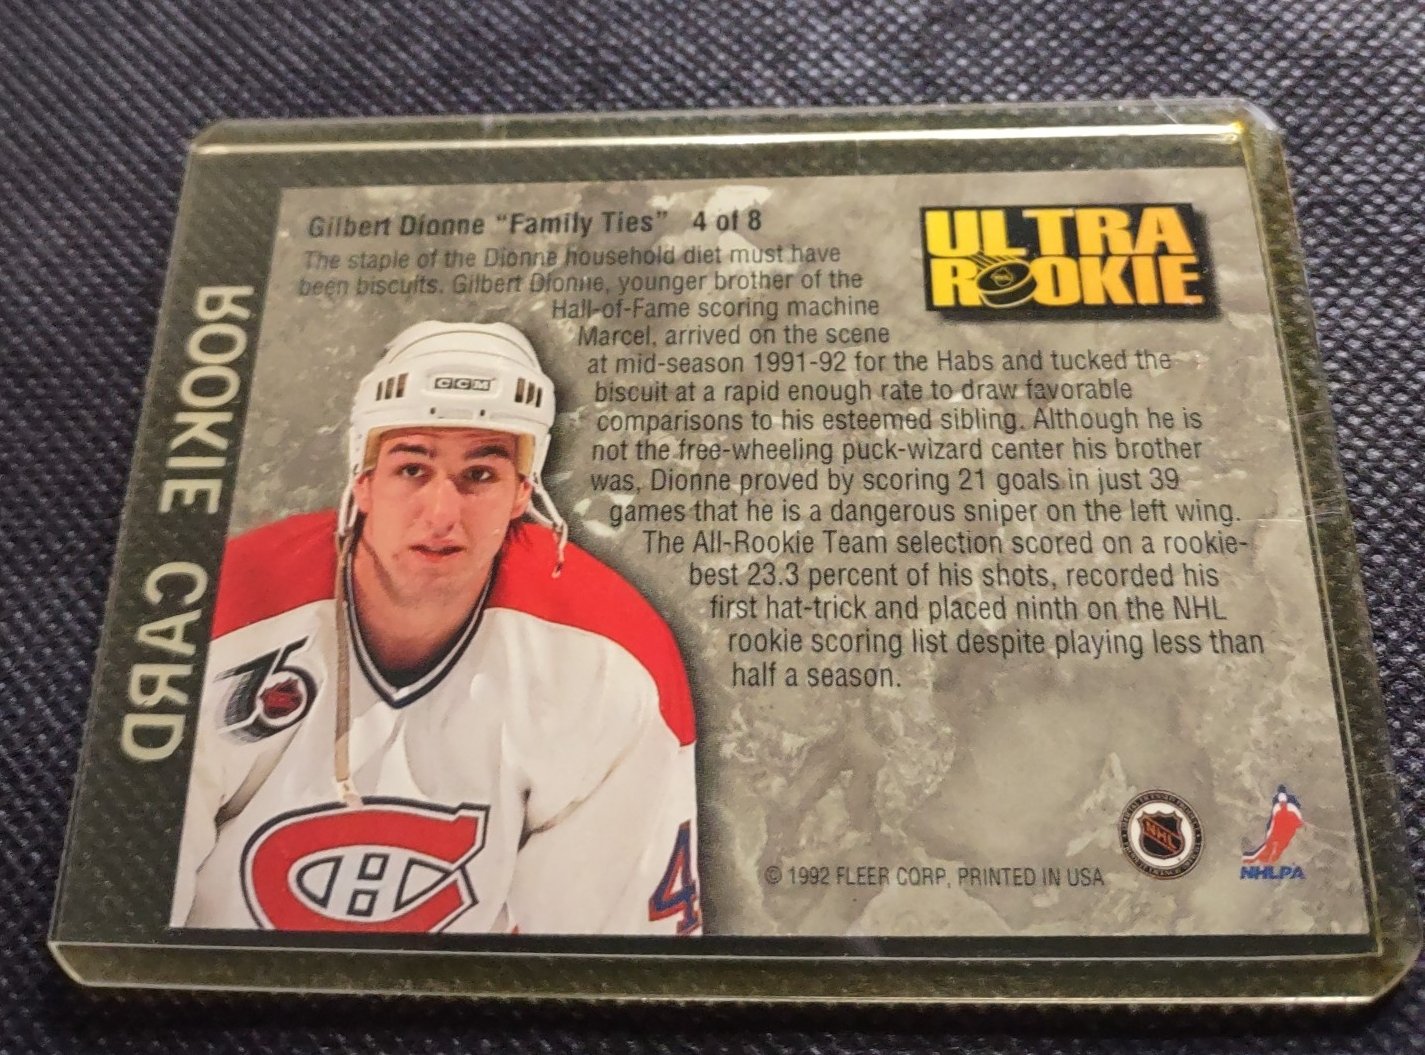 Gilbert Dionne "Family Ties" 4 of 8
The staple of the Dionne household diet must have
been biscuits. Gilbert Dionne, younger brother of the
Hall-of-Fame scoring machine
Marcel, arrived on the scene
at mid-season 1991-92 for the Habs and tucked the
biscuit at a rapid enough rate to draw favorable
comparisons to his esteemed sibling. Although he is
not the free-wheeling puck-wizard center his brother
was, Dionne proved by scoring 21 goals in just 39
games that he is a dangerous sniper on the left wing.
The All-Rookie Team selection scored on a rookie-
best 23.3 percent of his shots, recorded his
first hat-trick and placed ninth on the NHL
rookie scoring list despite playing less than
half a season.
ULTRA
ROOKIE
ROOKIE CARD
CCM
75
CH
4
© 1992 FLEER CORP, PRINTED IN USA
NHL
NHLPA